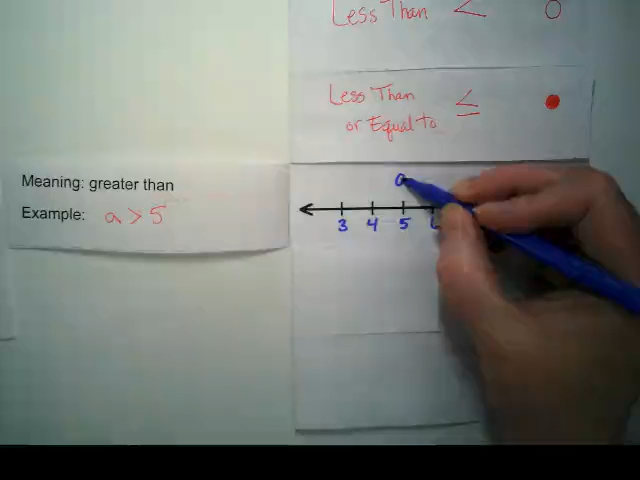 Less Than < ○
Less Than
or Equal to ≤ ●
Meaning: greater than
Example: a > 5
3 4 5